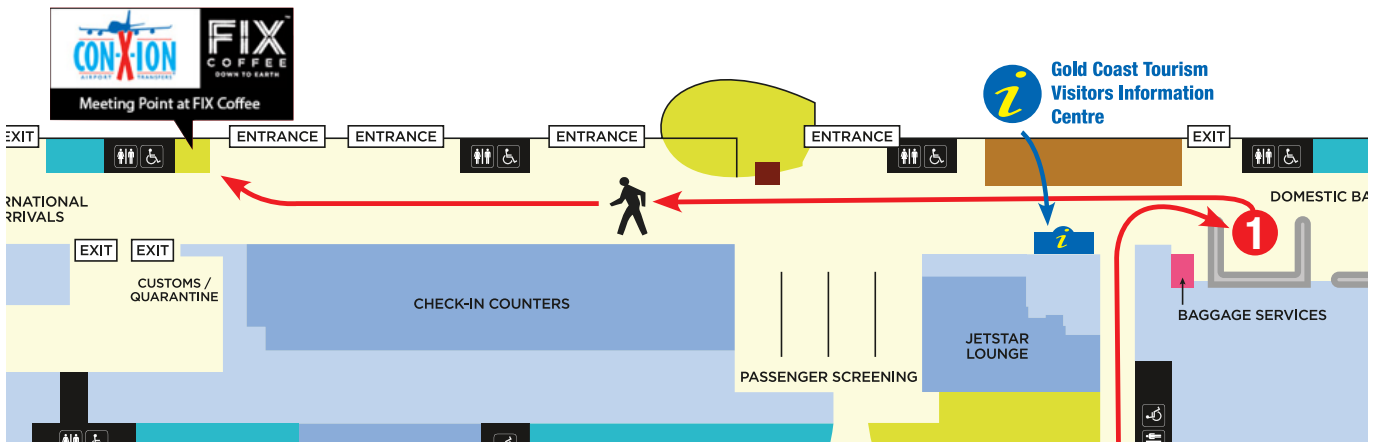 CON-X-ION
AIRPORT TRANSFERS
FIX
COFFEE
DOWN TO EARTH
Meeting Point at FIX Coffee
i
Gold Coast Tourism
Visitors Information
Centre
EXIT
ENTRANCE
ENTRANCE
ENTRANCE
ENTRANCE
EXIT
RNATIONAL
RRIVALS
DOMESTIC BA
1
i
EXIT
EXIT
CUSTOMS /
QUARANTINE
CHECK-IN COUNTERS
BAGGAGE SERVICES
JETSTAR
LOUNGE
PASSENGER SCREENING